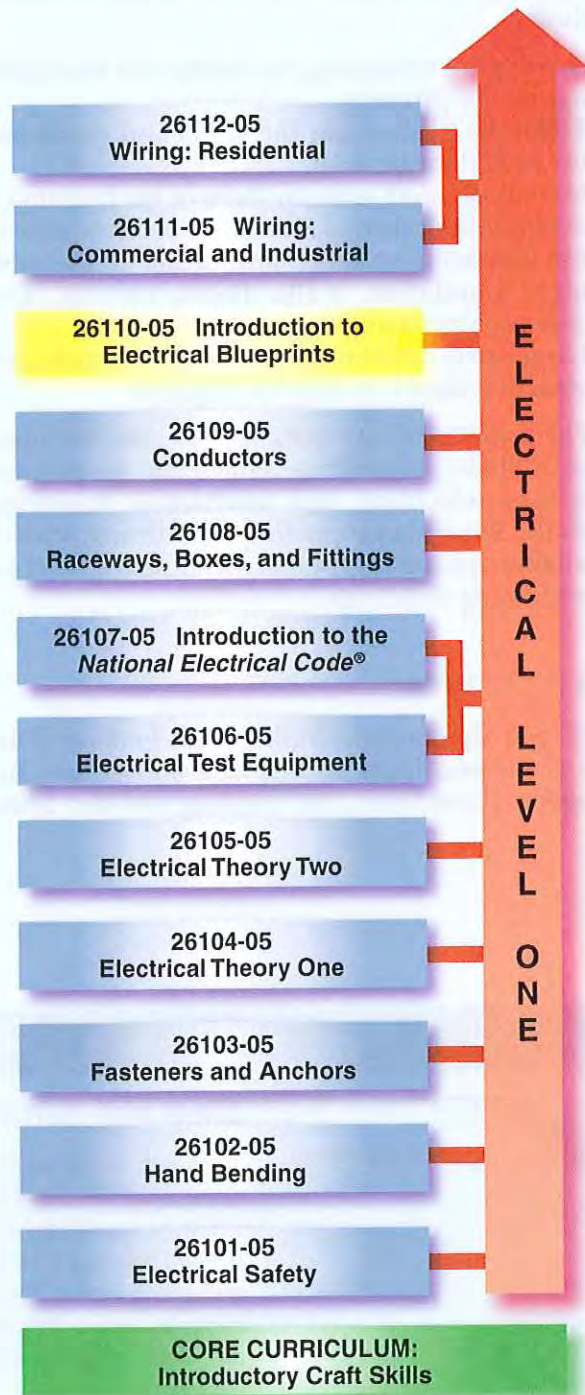 26112-05
Wiring: Residential
26111-05 Wiring:
Commercial and Industrial
26110-05 Introduction to
Electrical Blueprints
26109-05
Conductors
26108-05
Raceways, Boxes, and Fittings
26107-05 Introduction to the
National Electrical Code®
26106-05
Electrical Test Equipment
26105-05
Electrical Theory Two
26104-05
Electrical Theory One
26103-05
Fasteners and Anchors
26102-05
Hand Bending
26101-05
Electrical Safety
CORE CURRICULUM:
Introductory Craft Skills
ELECTRICAL LEVEL ONE